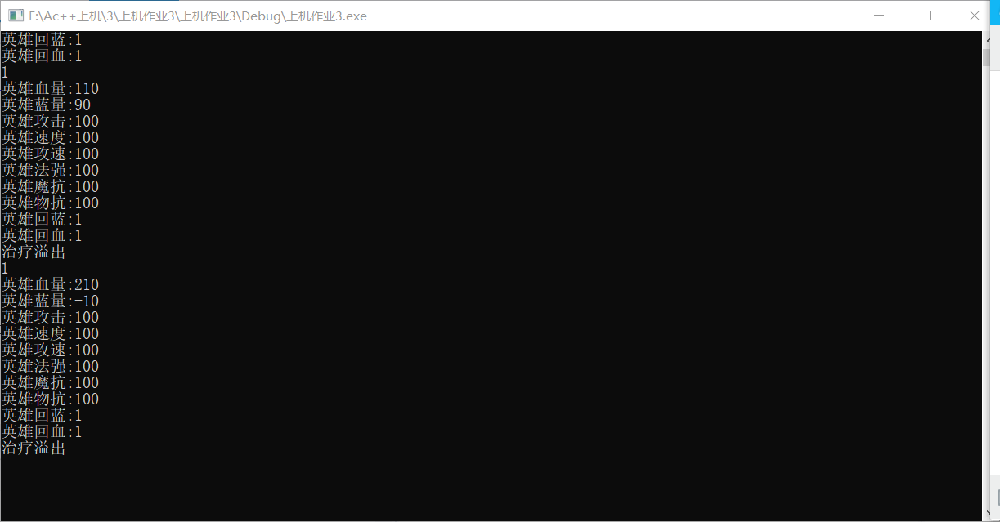 E:\Ac++上机\3\上机作业3\上机作业3\Debug\上机作业3.exe
英雄回蓝:1
英雄回血:1
1
英雄血量:110
英雄蓝量:90
英雄攻击:100
英雄速度:100
英雄攻速:100
英雄法强:100
英雄魔抗:100
英雄物抗:100
英雄回蓝:1
英雄回血:1
治疗溢出
1
英雄血量:210
英雄蓝量:-10
英雄攻击:100
英雄速度:100
英雄攻速:100
英雄法强:100
英雄魔抗:100
英雄物抗:100
英雄回蓝:1
英雄回血:1
治疗溢出